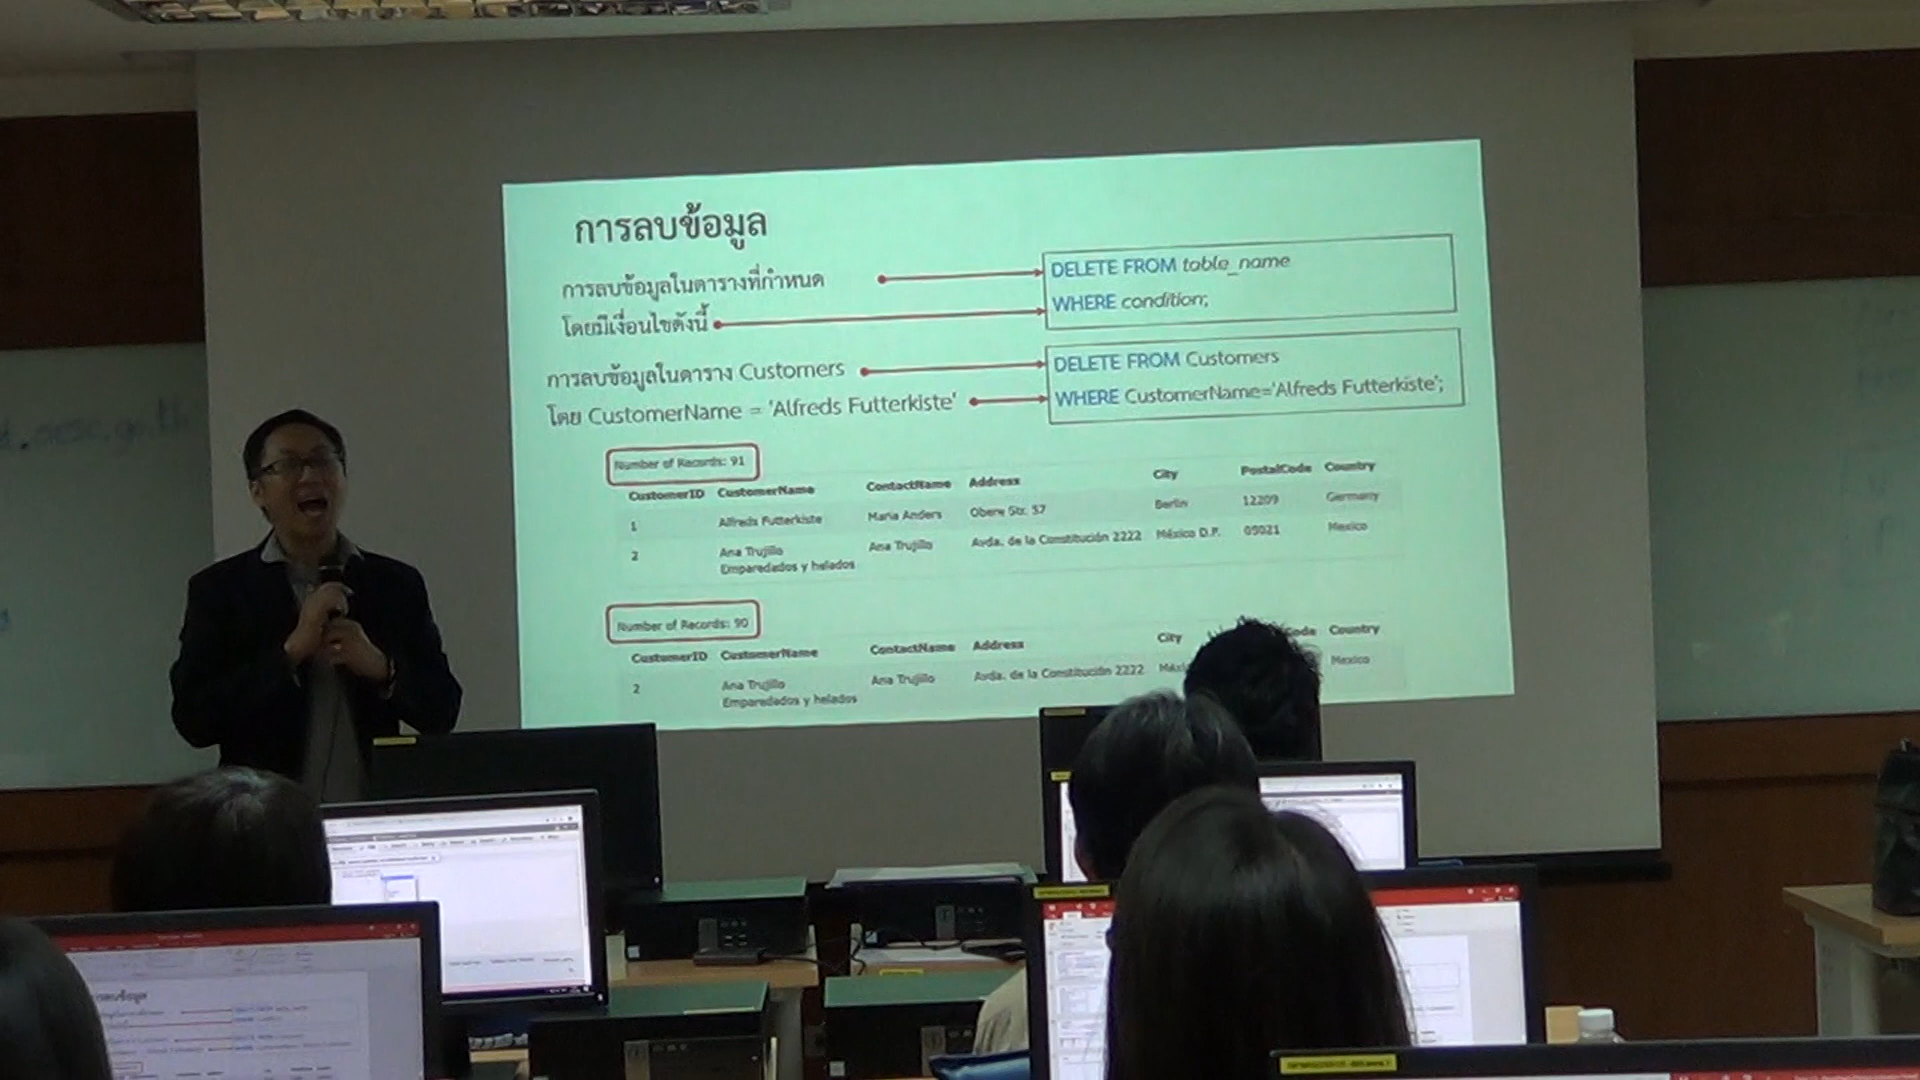 การลบข้อมูล
การลบข้อมูลในตารางที่กำหนด
โดยมีเงื่อนไขดังนี้
DELETE FROM table_name
WHERE condition;
การลบข้อมูลในตาราง Customers
โดย CustomerName = 'Alfreds Futterkiste'
DELETE FROM Customers
WHERE CustomerName='Alfreds Futterkiste';
Number of Records: 91
CustomerID CustomerName ContactName Address City PostalCode Country
1 Alfreds Futterkiste Maria Anders Obere Str. 57 Berlin 12209 Germany
2 Ana Trujillo Emparedados y helados Ana Trujillo Avda. de la Constitución 2222 México D.F. 05021 Mexico
Number of Records: 90
CustomerID CustomerName ContactName Address City Country
2 Ana Trujillo Emparedados y helados Ana Trujillo Avda. de la Constitución 2222 Mexico